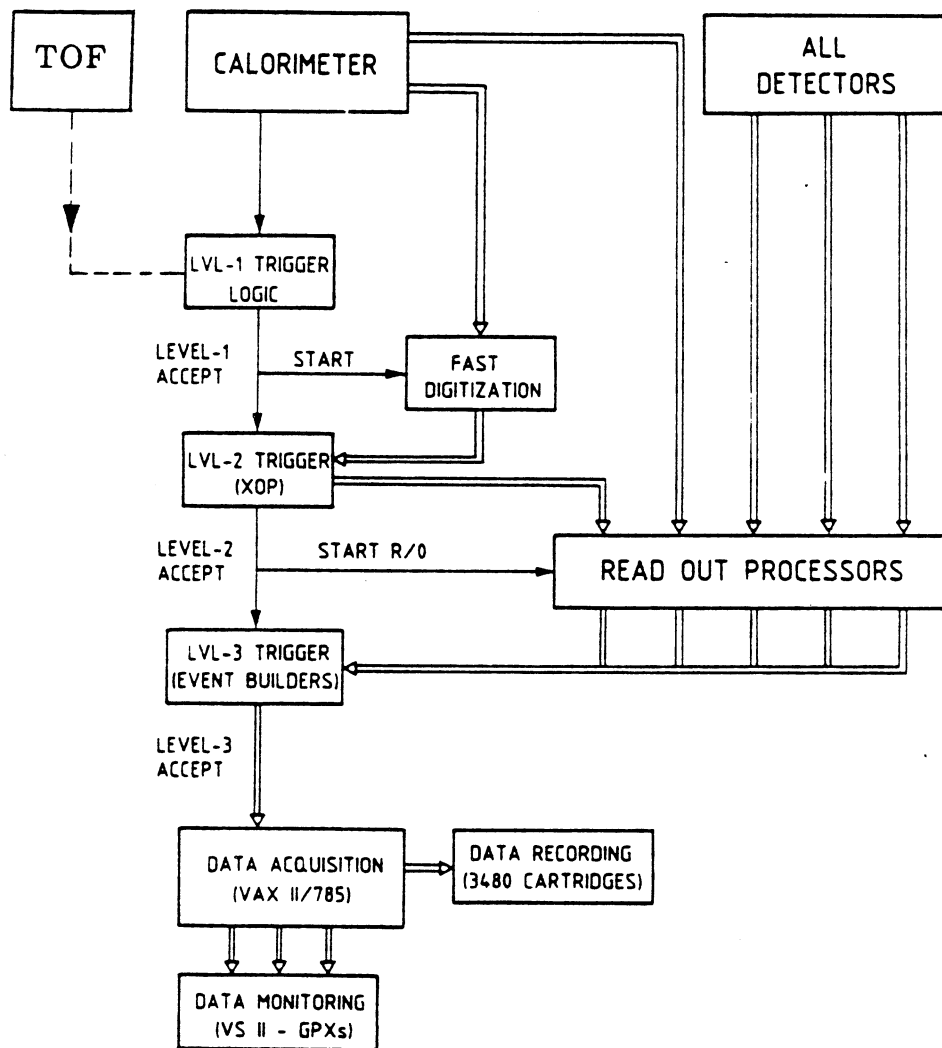 TOF
CALORIMETER
ALL
DETECTORS
LVL-1 TRIGGER
LOGIC
LEVEL-1
ACCEPT
START
FAST
DIGITIZATION
LVL-2 TRIGGER
(XOP)
LEVEL-2
ACCEPT
START R/O
READ OUT PROCESSORS
LVL-3 TRIGGER
(EVENT BUILDERS)
LEVEL-3
ACCEPT
DATA ACQUISITION
(VAX II/785)
DATA RECORDING
(3480 CARTRIDGES)
DATA MONITORING
(VS II - GPXs)